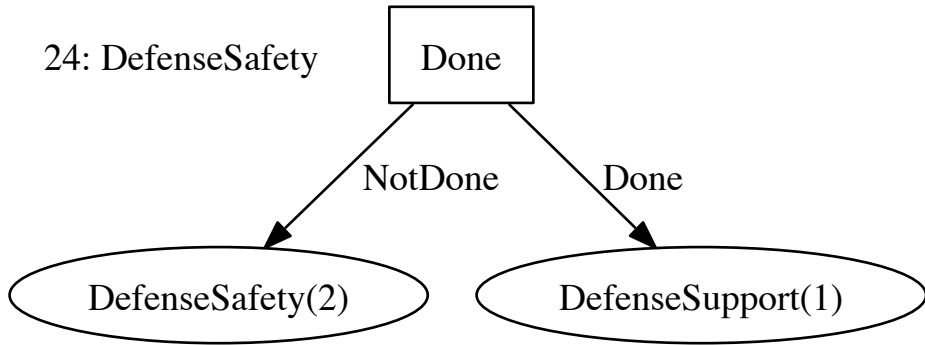 24: DefenseSafety
Done
NotDone
Done
DefenseSafety(2)
DefenseSupport(1)